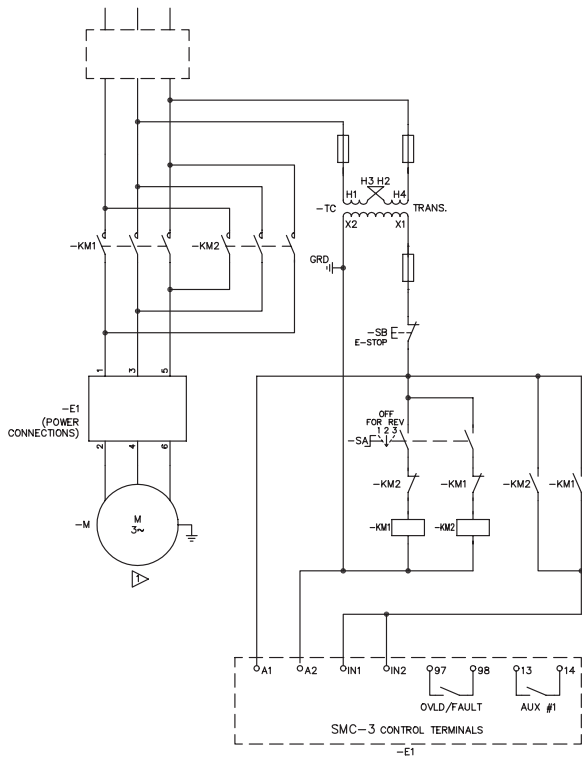 H3 H2
H1 H4
-TC TRANS.
X2 X1
-KM1 -KM2
GRD
-SB
E-STOP
1 3 5
-E1
(POWER
CONNECTIONS)
OFF
FOR REV
1 2 3
-SA
2 4 6
-KM2 -KM1 -KM2 -KM1
-M
M
3~
-KM1 -KM2
1
A1 A2 IN1 IN2 97 98 13 14
OVLD/FAULT AUX #1
SMC-3 CONTROL TERMINALS
-E1